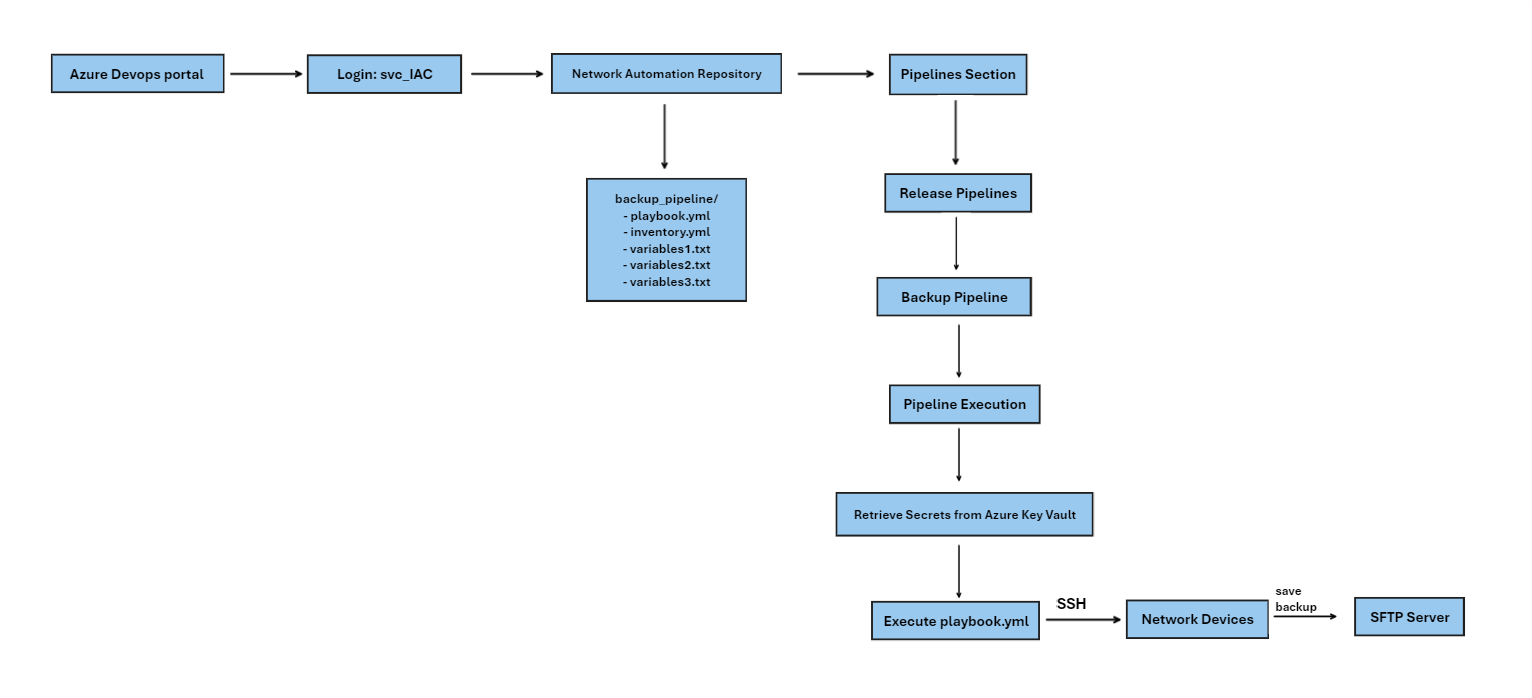 Azure Devops portal
Login: svc_IAC
Network Automation Repository
Pipelines Section
backup_pipeline/
- playbook.yml
- inventory.yml
- variables1.txt
- variables2.txt
- variables3.txt
Release Pipelines
Backup Pipeline
Pipeline Execution
Retrieve Secrets from Azure Key Vault
Execute playbook.yml
SSH
Network Devices
save
backup
SFTP Server